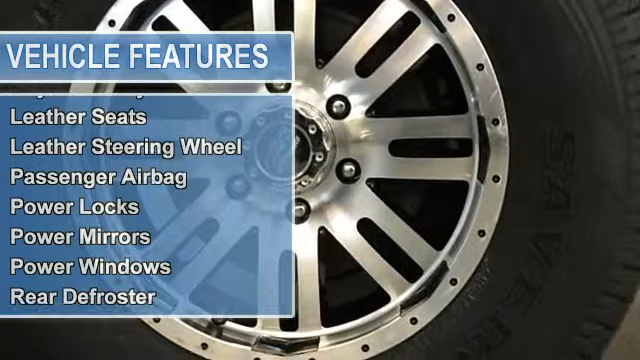 VEHICLE FEATURES
Leather Seats
Leather Steering Wheel
Passenger Airbag
Power Locks
Power Mirrors
Power Windows
Rear Defroster